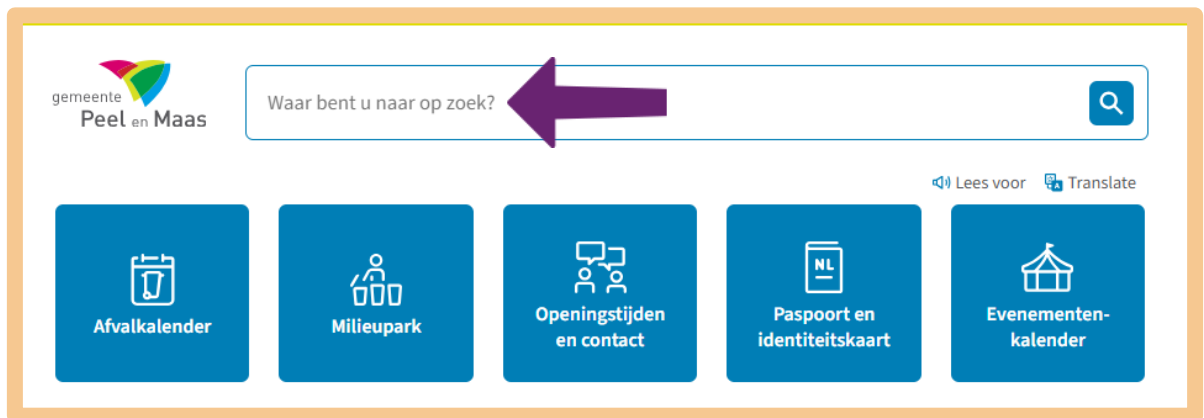 gemeente
Peel en Maas
Waar bent u naar op zoek?
Lees voor
Translate
Afvalkalender
Milieupark
Openingstijden
en contact
NL
Paspoort en
identiteitskaart
Evenementen-
kalender